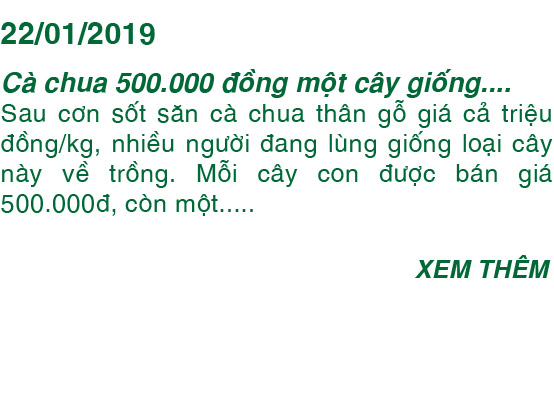 22/01/2019
Cà chua 500.000 đồng một cây giống....
Sau cơn sốt săn cà chua thân gỗ giá cả triệu
đồng/kg, nhiều người đang lùng giống loại cây
này về trồng. Mỗi cây con được bán giá
500.000đ, còn một.....
XEM THÊM